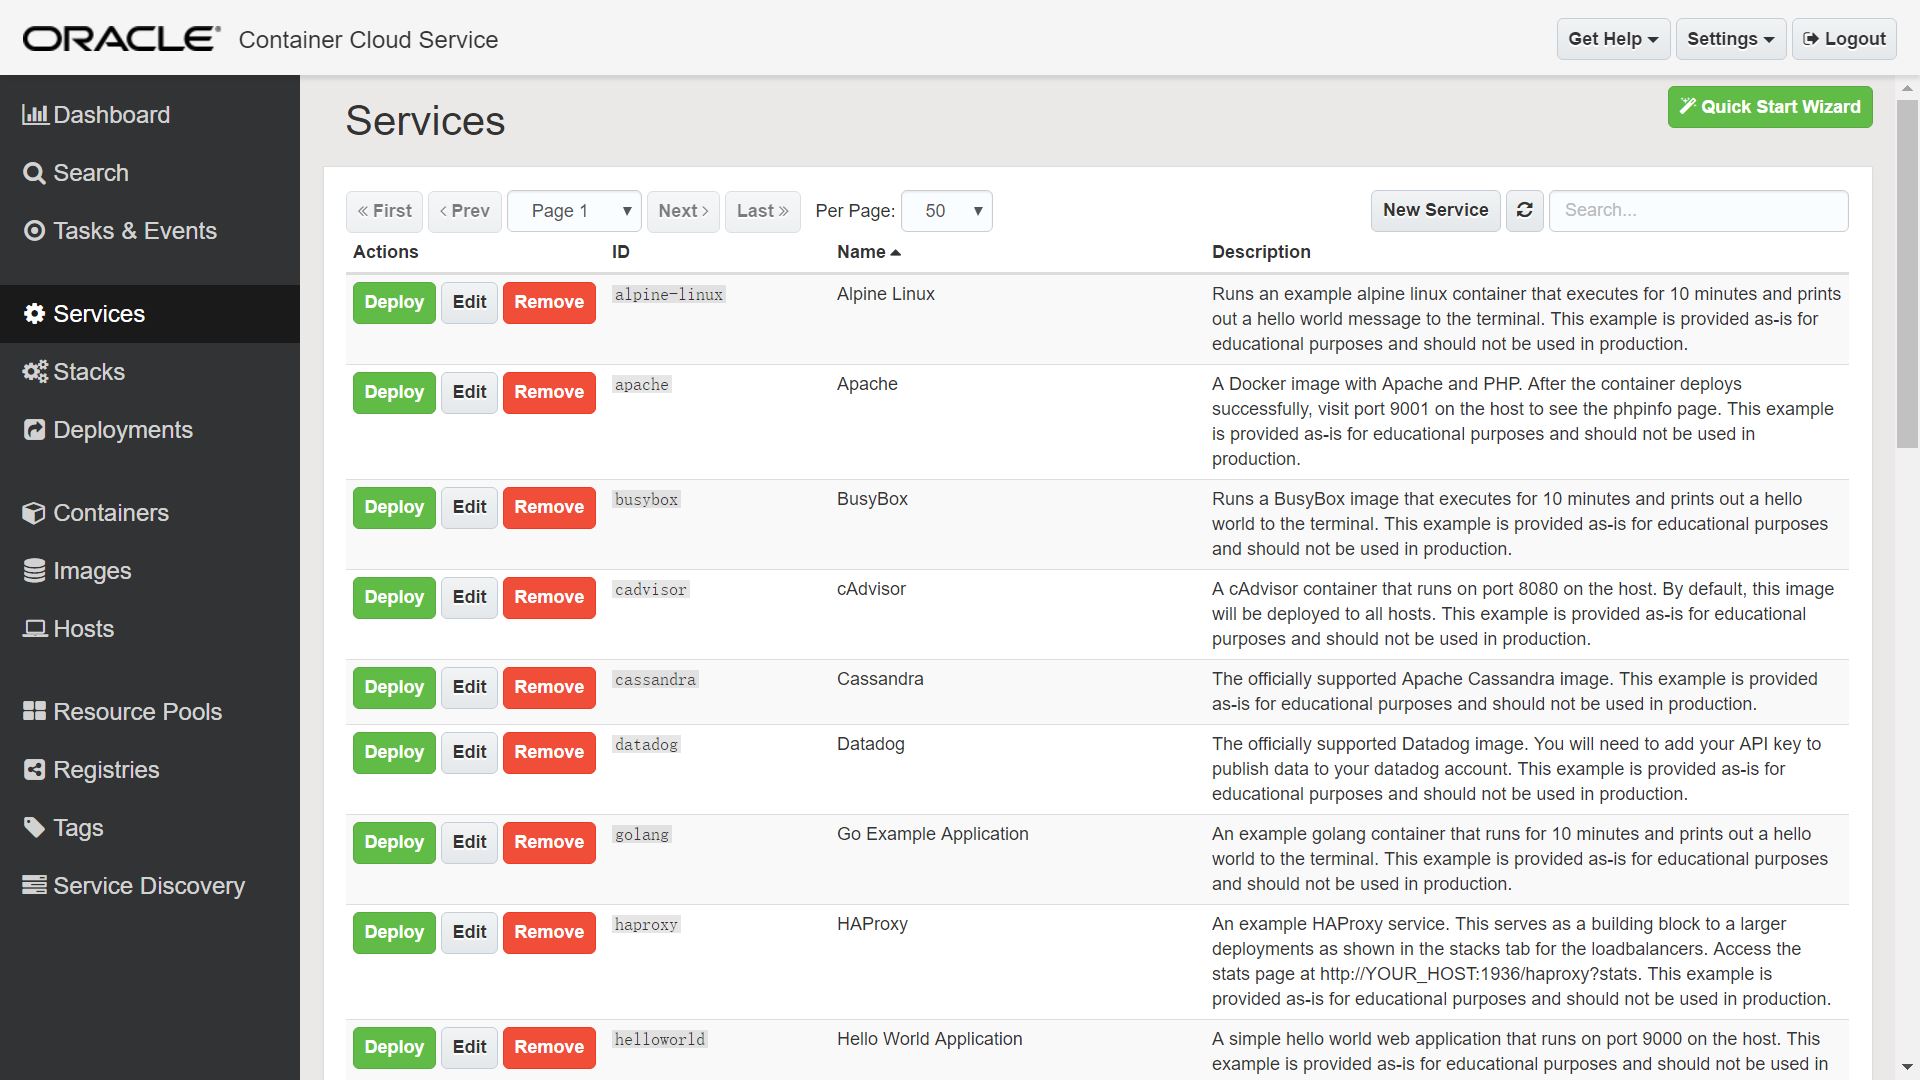 ORACLE® Container Cloud Service
Get Help
Settings
Logout
Dashboard
Search
Tasks & Events
Services
Stacks
Deployments
Containers
Images
Hosts
Resource Pools
Registries
Tags
Service Discovery
Services
Quick Start Wizard
« First
‹ Prev
Page 1
Next ›
Last »
Per Page:
50
New Service
Search...
Actions ID Name Description
Deploy Edit Remove alpine-linux Alpine Linux Runs an example alpine linux container that executes for 10 minutes and prints
out a hello world message to the terminal. This example is provided as-is for
educational purposes and should not be used in production.
Deploy Edit Remove apache Apache A Docker image with Apache and PHP. After the container deploys
successfully, visit port 9001 on the host to see the phpinfo page. This example
is provided as-is for educational purposes and should not be used in
production.
Deploy Edit Remove busybox BusyBox Runs a BusyBox image that executes for 10 minutes and prints out a hello
world to the terminal. This example is provided as-is for educational purposes
and should not be used in production.
Deploy Edit Remove cadvisor cAdvisor A cAdvisor container that runs on port 8080 on the host. By default, this image
will be deployed to all hosts. This example is provided as-is for educational
purposes and should not be used in production.
Deploy Edit Remove cassandra Cassandra The officially supported Apache Cassandra image. This example is provided
as-is for educational purposes and should not be used in production.
Deploy Edit Remove datadog Datadog The officially supported Datadog image. You will need to add your API key to
publish data to your datadog account. This example is provided as-is for
educational purposes and should not be used in production.
Deploy Edit Remove golang Go Example Application An example golang container that runs for 10 minutes and prints out a hello
world to the terminal. This example is provided as-is for educational purposes
and should not be used in production.
Deploy Edit Remove haproxy HAProxy An example HAProxy service. This serves as a building block to a larger
deployments as shown in the stacks tab for the loadbalancers. Access the
stats page at http://YOUR_HOST:1936/haproxy?stats. This example is
provided as-is for educational purposes and should not be used in production.
Deploy Edit Remove helloworld Hello World Application A simple hello world web application that runs on port 9000 on the host. This
example is provided as-is for educational purposes and should not be used in